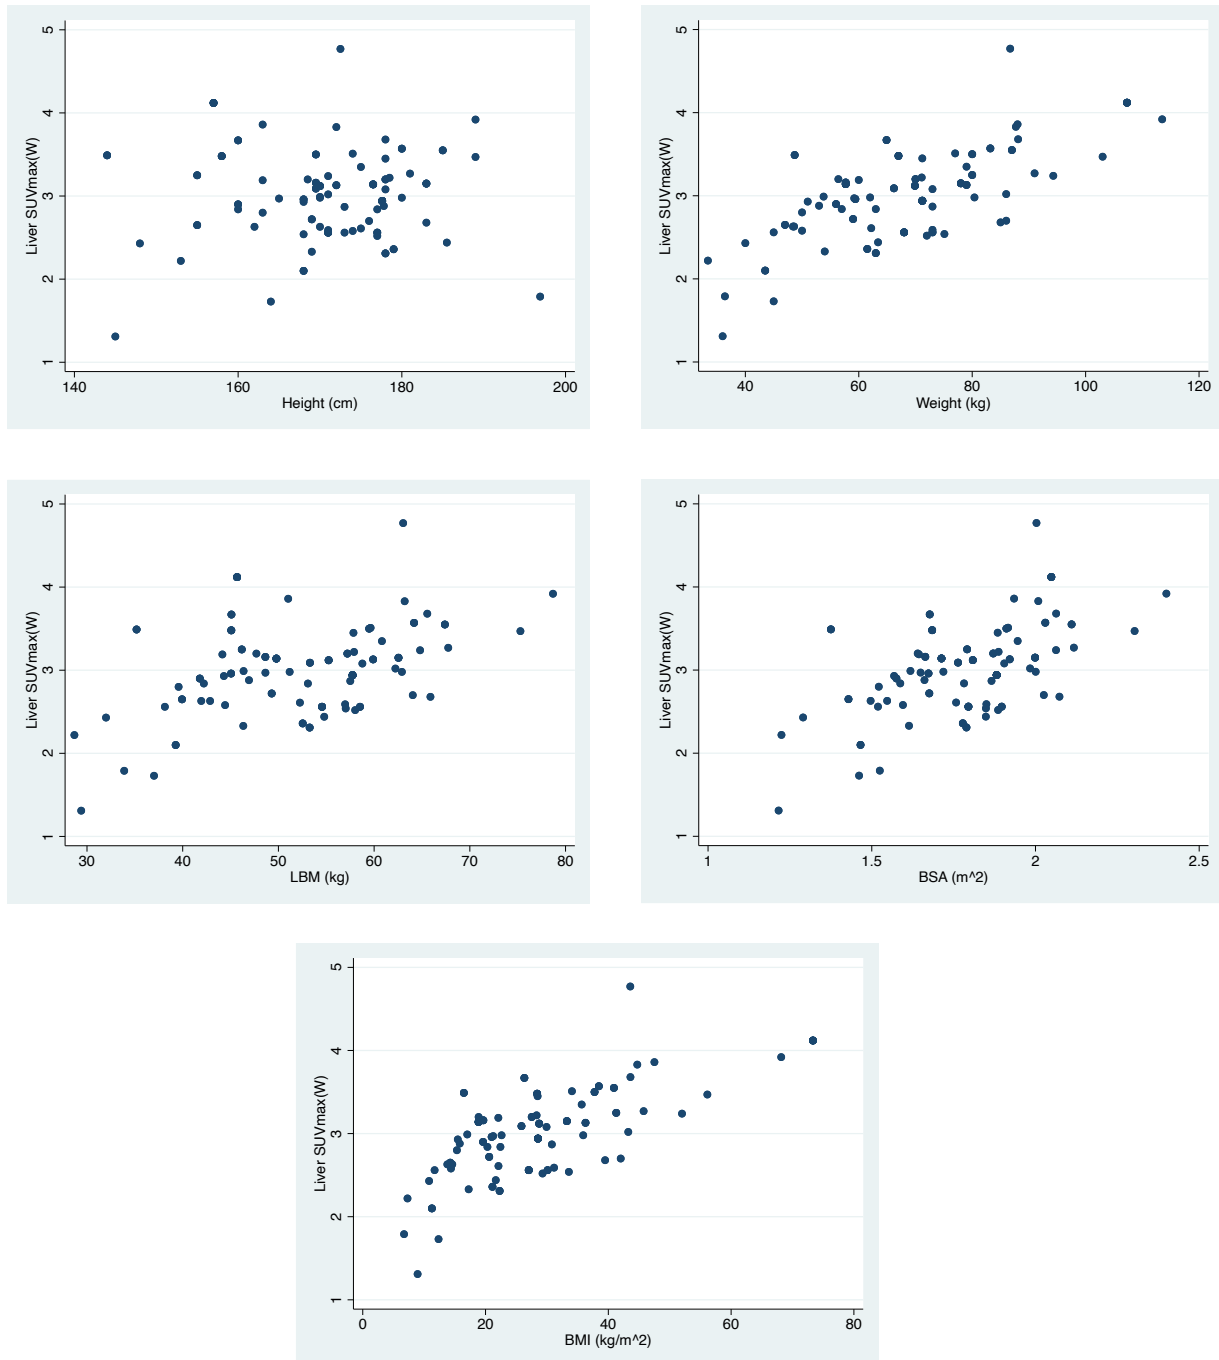 5
4
3
2
1
Liver SUVmax(W)
140 160 180 200
Height (cm)
5
4
3
2
1
Liver SUVmax(W)
40 60 80 100 120
Weight (kg)
5
4
3
2
1
Liver SUVmax(W)
30 40 50 60 70 80
LBM (kg)
5
4
3
2
1
Liver SUVmax(W)
1 1.5 2 2.5
BSA (m^2)
5
4
3
2
1
Liver SUVmax(W)
0 20 40 60 80
BMI (kg/m^2)